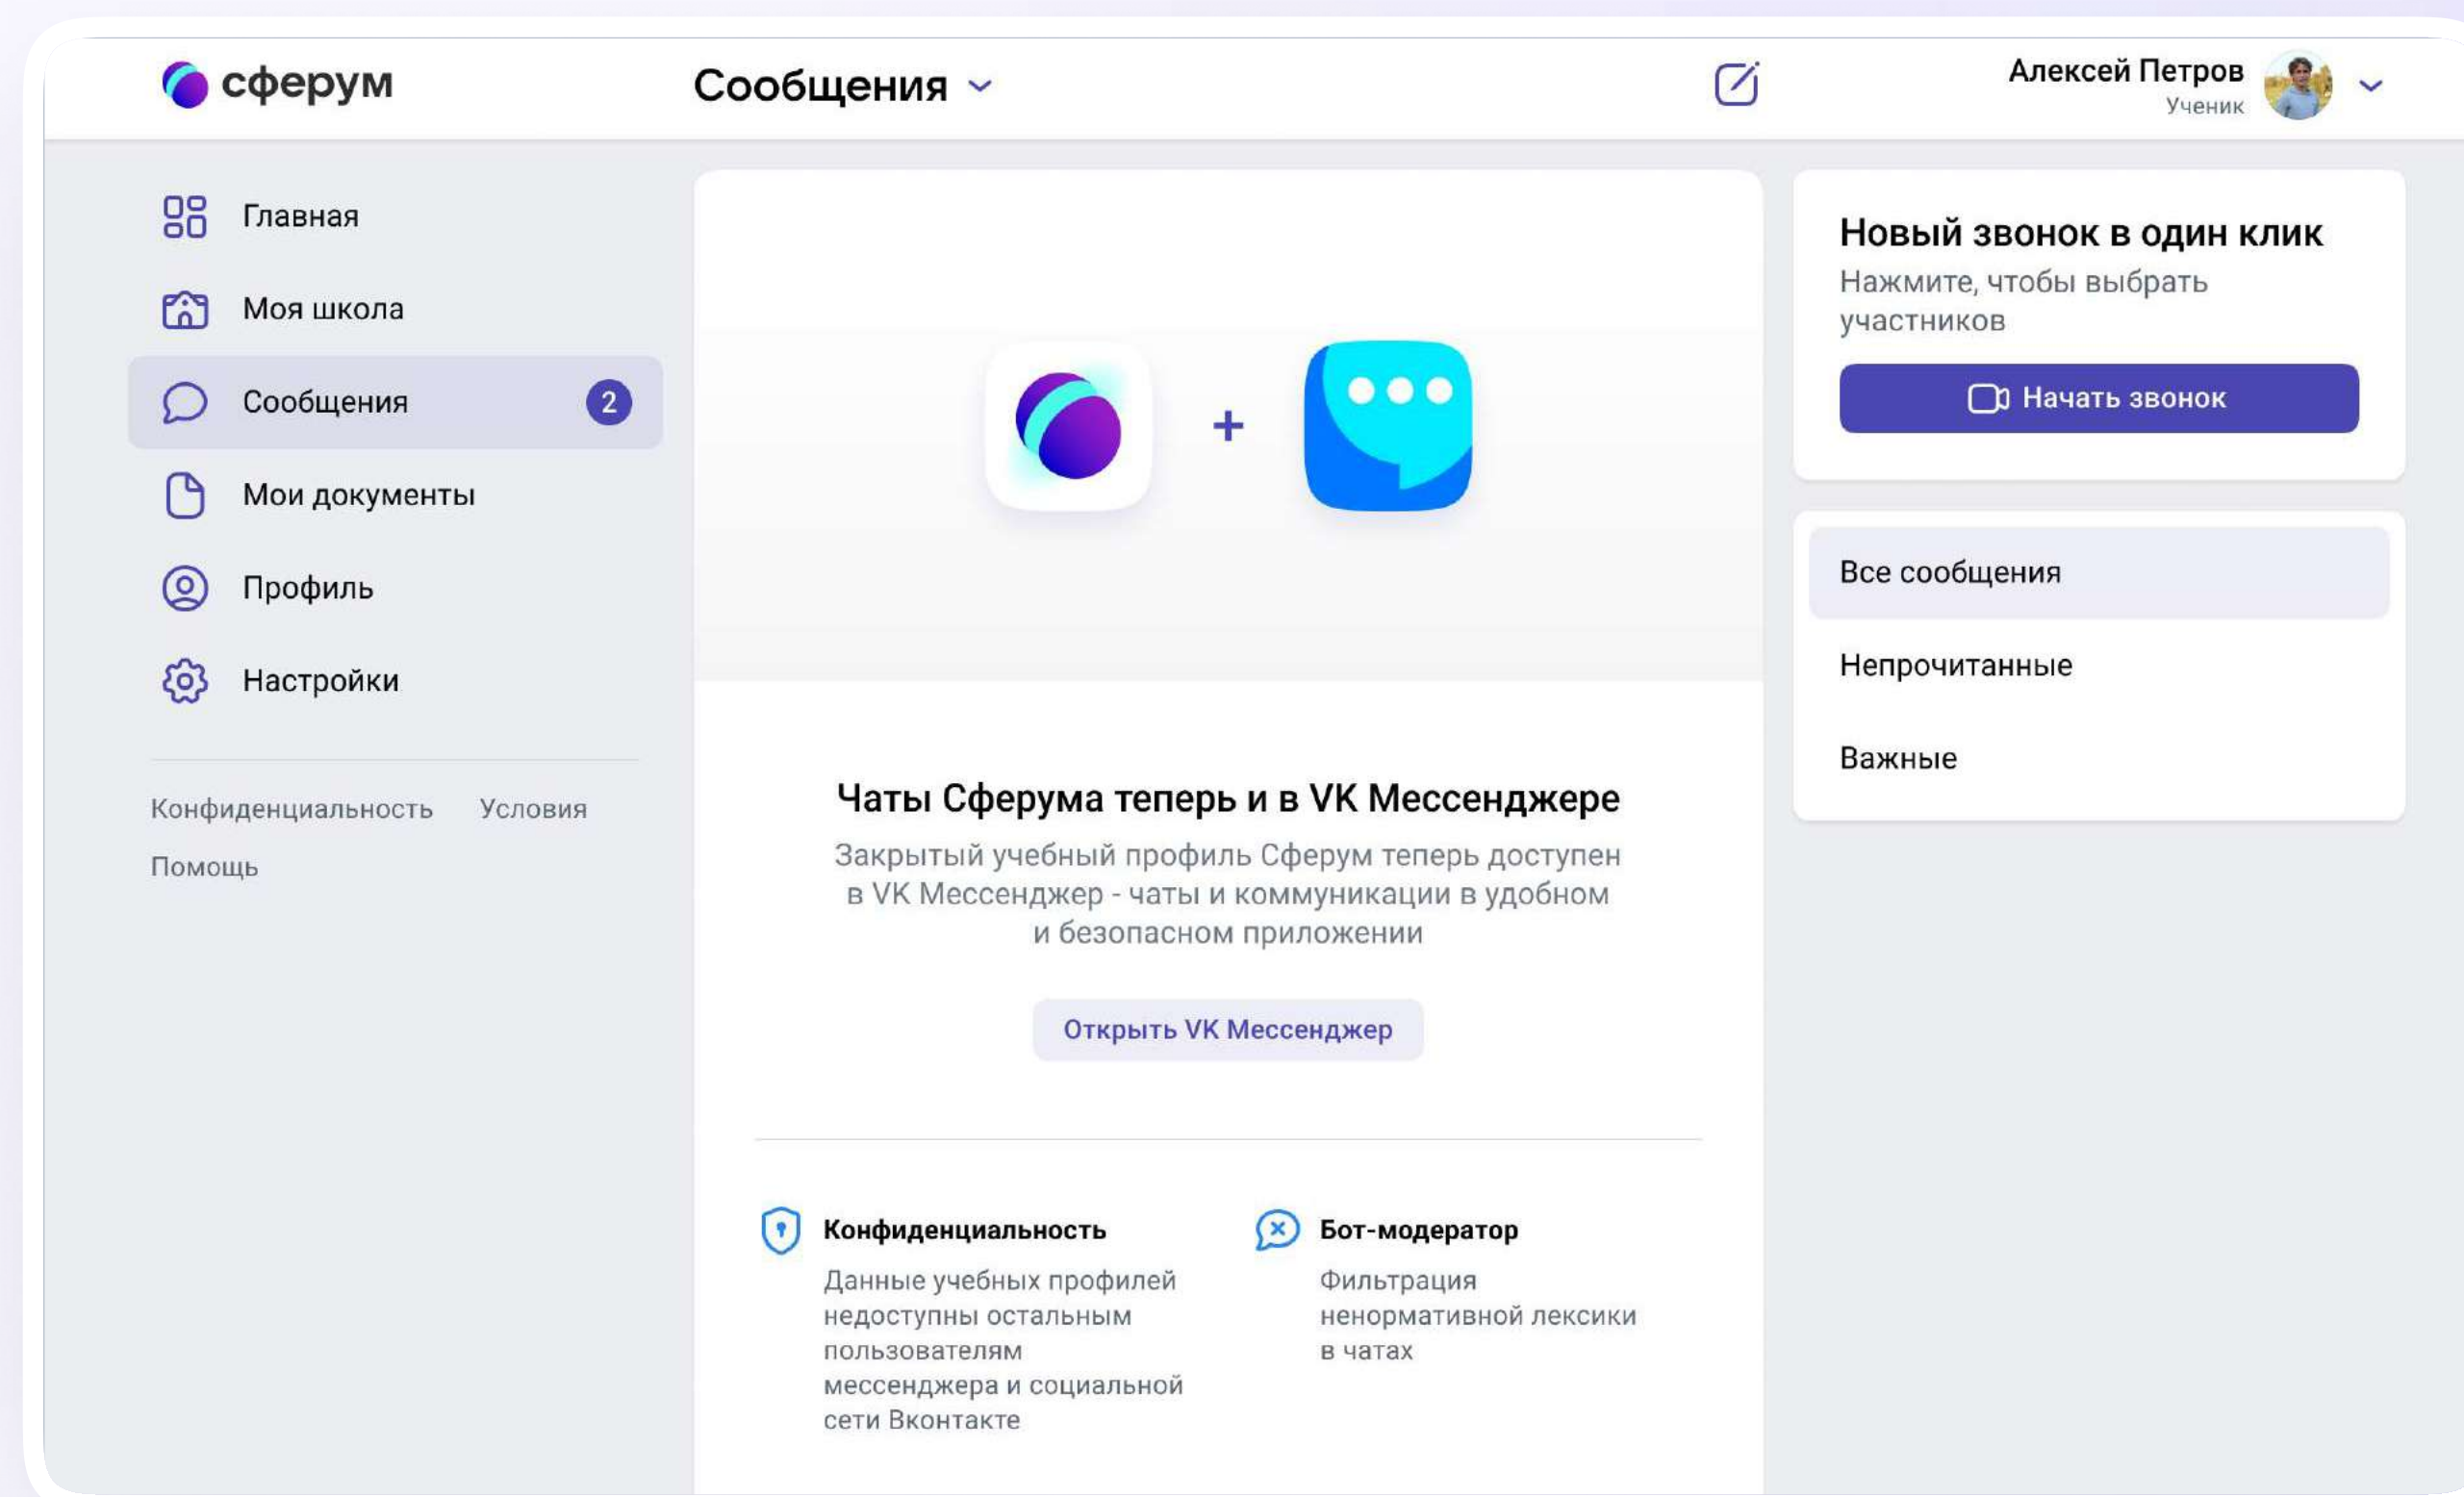 сферум
Сообщения
Алексей Петров
Ученик
Главная
Моя школа
Сообщения 2
Мои документы
Профиль
Настройки
Конфиденциальность Условия
Помощь
Чаты Сферума теперь и в VK Мессенджере
Закрытый учебный профиль Сферум теперь доступен
в VK Мессенджер - чаты и коммуникации в удобном
и безопасном приложении
Открыть VK Мессенджер
Конфиденциальность
Данные учебных профилей
недоступны остальным
пользователям
мессенджера и социальной
сети Вконтакте
Бот-модератор
Фильтрация
ненормативной лексики
в чатах
Новый звонок в один клик
Нажмите, чтобы выбрать
участников
Начать звонок
Все сообщения
Непрочитанные
Важные